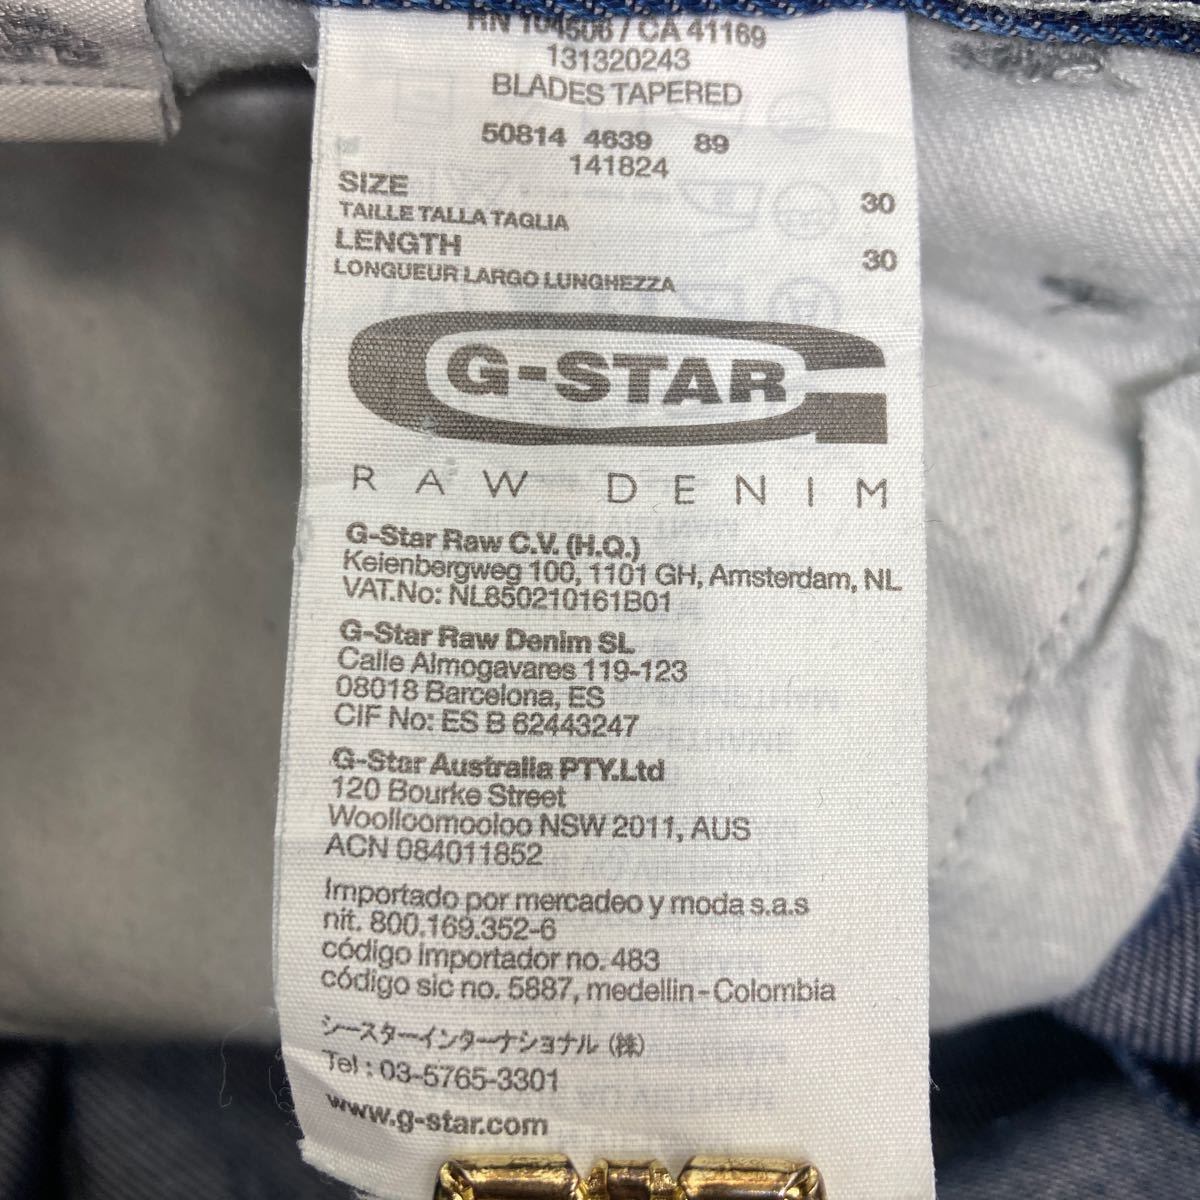 RN 104506 / CA 41169
131320243
BLADES TAPERED
50814 4639 89
141824
SIZE 30
TAILLE TALLA TAGLIA
LENGTH 30
LONGUEUR LARGO LUNGHEZZA
G-STAR
RAW DENIM
G-Star Raw C.V. (H.Q.)
Keienbergweg 100, 1101 GH, Amsterdam, NL
VAT.No: NL850210161B01
G-Star Raw Denim SL
Calle Almogavares 119-123
08018 Barcelona, ES
CIF No: ES B 62443247
G-Star Australia PTY.Ltd
120 Bourke Street
Woolloomooloo NSW 2011, AUS
ACN 084011852
Importado por mercadeo y moda s.a.s
nit. 800.169.352-6
código importador no. 483
código sic no. 5887, medellin - Colombia
シースターインターナショナル (株)
Tel : 03-5765-3301
www.g-star.com